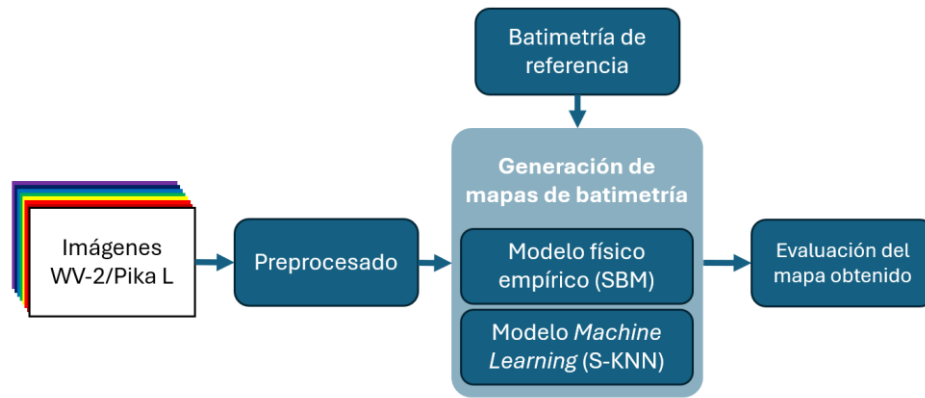 Batimetría de
referencia
Generación de
mapas de batimetría
Imágenes
WV-2/Pika L
Preprocesado
Modelo físico
empírico (SBM)
Modelo Machine
Learning (S-KNN)
Evaluación del
mapa obtenido